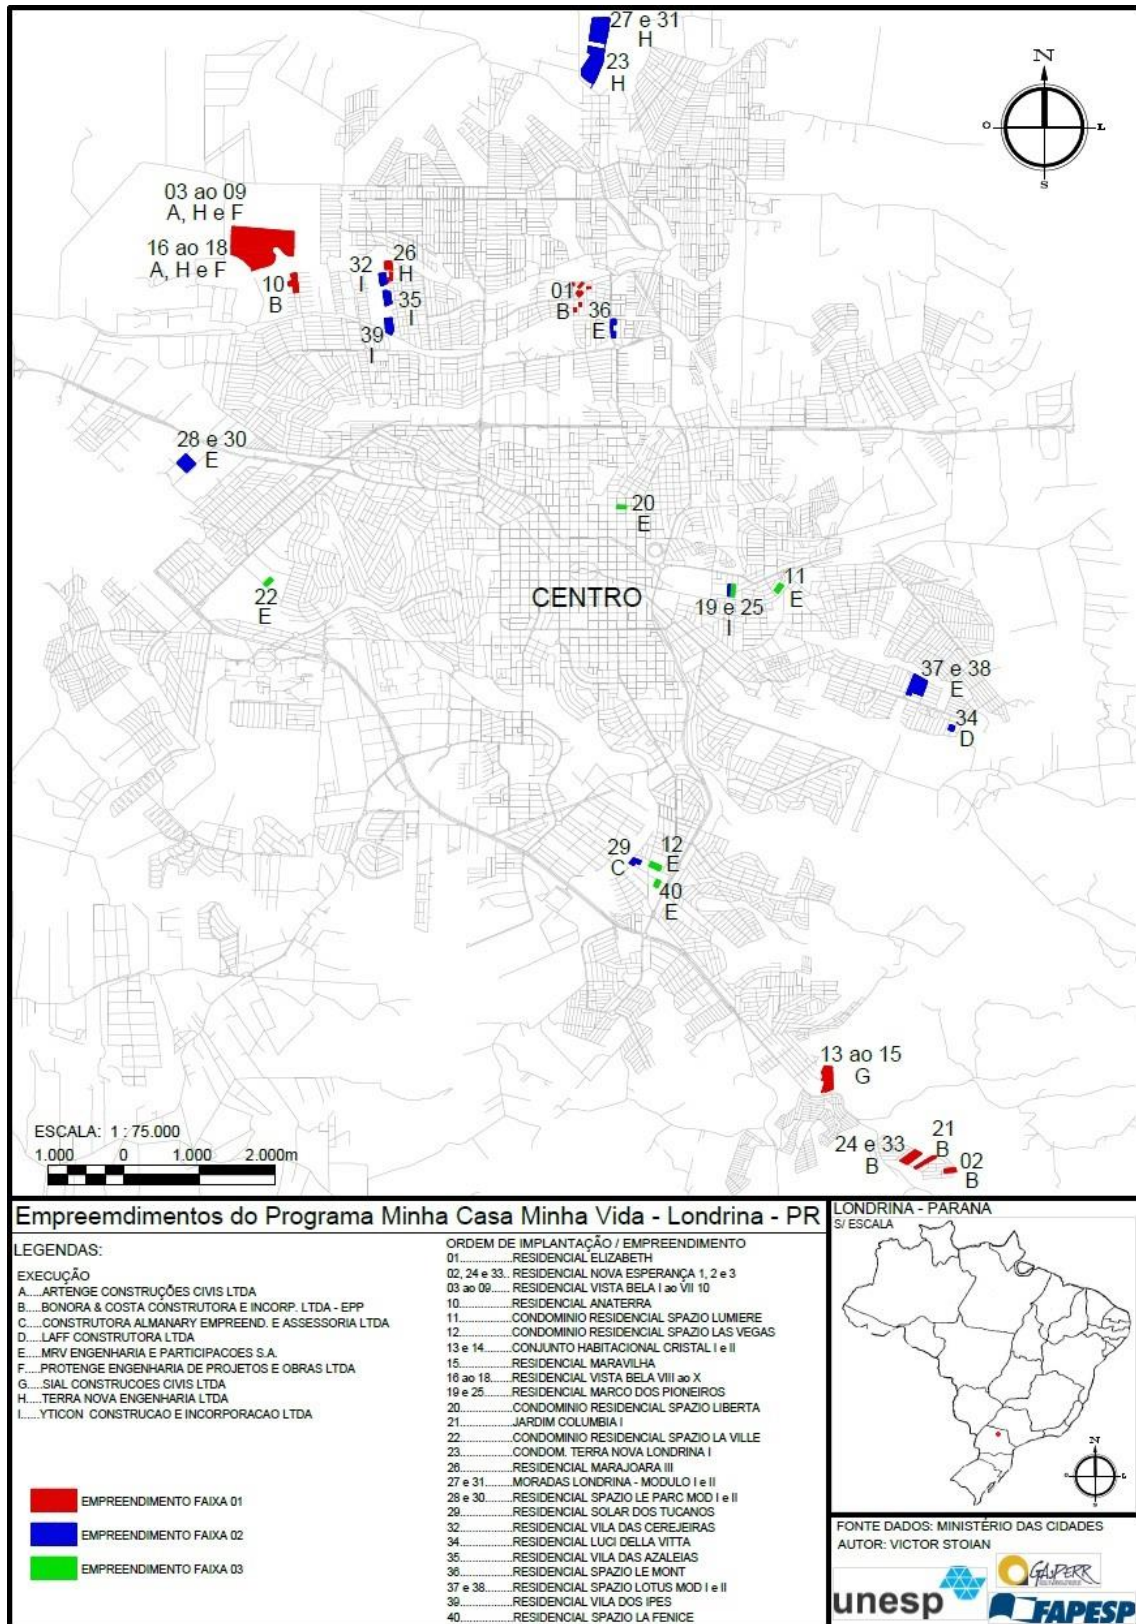 27 e 31
H
23
H
N
O
L
S
03 ao 09
A, H e F
16 ao 18
A, H e F
10
B
32
I
26
H
35
I
39
I
01
B
36
E
28 e 30
E
20
E
22
E
CENTRO
19 e 25
I
11
E
37 e 38
E
34
D
29
C
12
E
40
E
13 ao 15
G
24 e 33
B
21
B
02
B
ESCALA: 1 : 75.000
1.000 0 1.000 2.000m
Empreemdimentos do Programa Minha Casa Minha Vida - Londrina - PR
LEGENDAS:
EXECUÇÃO
A.....ARTENGE CONSTRUÇÕES CIVIS LTDA
B.....BONORA & COSTA CONSTRUTORA E INCORP. LTDA - EPP
C.....CONSTRUTORA ALMANARY EMPREEND. E ASSESSORIA LTDA
D.....LAFF CONSTRUTORA LTDA
E.....MRV ENGENHARIA E PARTICIPACOES S.A.
F.....PROTENGE ENGENHARIA DE PROJETOS E OBRAS LTDA
G.....SIAL CONSTRUCOES CIVIS LTDA
H.....TERRA NOVA ENGENHARIA LTDA
I......YTICON CONSTRUCAO E INCORPORACAO LTDA
EMPREENDIMENTO FAIXA 01
EMPREENDIMENTO FAIXA 02
EMPREENDIMENTO FAIXA 03
ORDEM DE IMPLANTAÇÃO / EMPREENDIMENTO
01................RESIDENCIAL ELIZABETH
02, 24 e 33.. RESIDENCIAL NOVA ESPERANÇA 1, 2 e 3
03 ao 09...... RESIDENCIAL VISTA BELA I ao VII 10
10................RESIDENCIAL ANATERRA
11................CONDOMINIO RESIDENCIAL SPAZIO LUMIERE
12................CONDOMINIO RESIDENCIAL SPAZIO LAS VEGAS
13 e 14........CONJUNTO HABITACIONAL CRISTAL I e II
15................RESIDENCIAL MARAVILHA
16 ao 18.......RESIDENCIAL VISTA BELA VIII ao X
19 e 25.........RESIDENCIAL MARCO DOS PIONEIROS
20................CONDOMINIO RESIDENCIAL SPAZIO LIBERTA
21................JARDIM COLUMBIA I
22................CONDOMINIO RESIDENCIAL SPAZIO LA VILLE
23................CONDOM. TERRA NOVA LONDRINA I
26................RESIDENCIAL MARAJOARA III
27 e 31.........MORADAS LONDRINA - MODULO I e II
28 e 30.........RESIDENCIAL SPAZIO LE PARC MOD I e II
29................RESIDENCIAL SOLAR DOS TUCANOS
32................RESIDENCIAL VILA DAS CEREJEIRAS
34................RESIDENCIAL LUCI DELLA VITTA
35................RESIDENCIAL VILA DAS AZALEIAS
36................RESIDENCIAL SPAZIO LE MONT
37 e 38.........RESIDENCIAL SPAZIO LOTUS MOD I e II
39................RESIDENCIAL VILA DOS IPES
40................RESIDENCIAL SPAZIO LA FENICE
LONDRINA - PARANA
S/ ESCALA
N
FONTE DADOS: MINISTÉRIO DAS CIDADES
AUTOR: VICTOR STOIAN
unesp
GASPERR
FAPESP